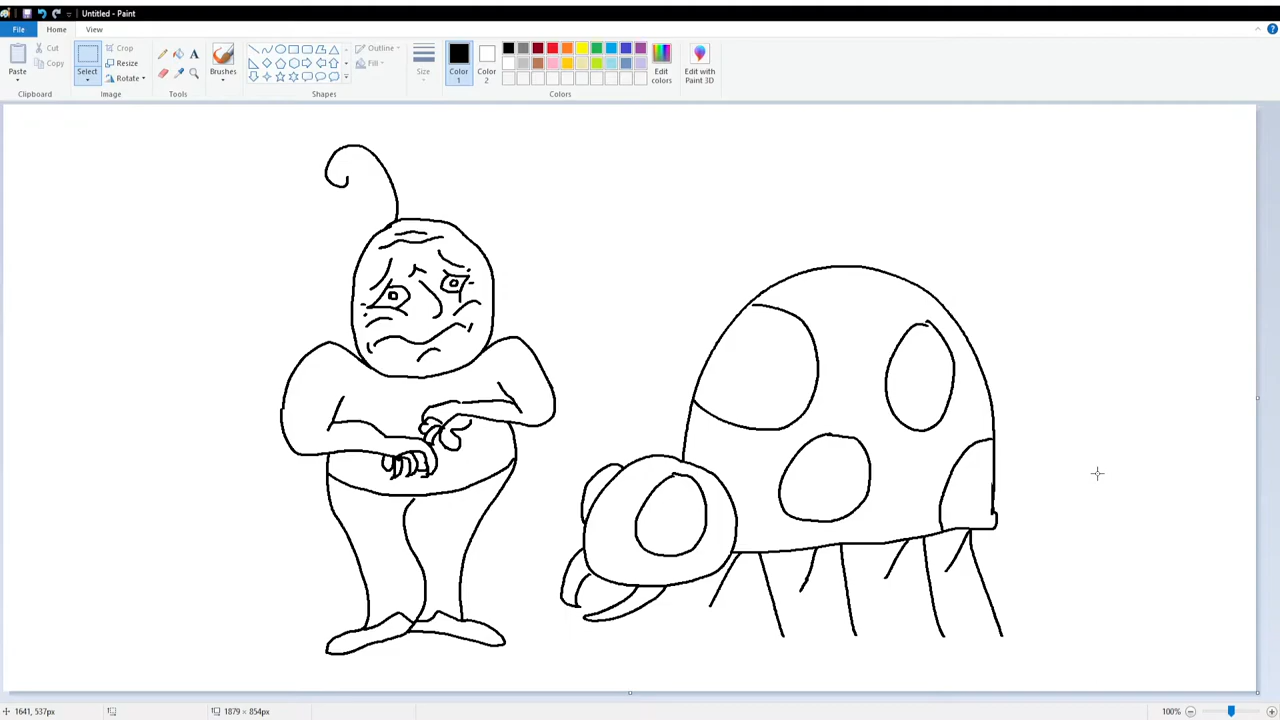 Untitled - Paint
File Home View
Paste
Cut
Copy
Clipboard
Select
Crop
Resize
Rotate
Image
Tools
Brushes
Shapes
Outline
Fill
Size
Color
1
Color
2
Colors
Edit
colors
Edit with
Paint 3D
1641, 537px
1879 × 854px
100%